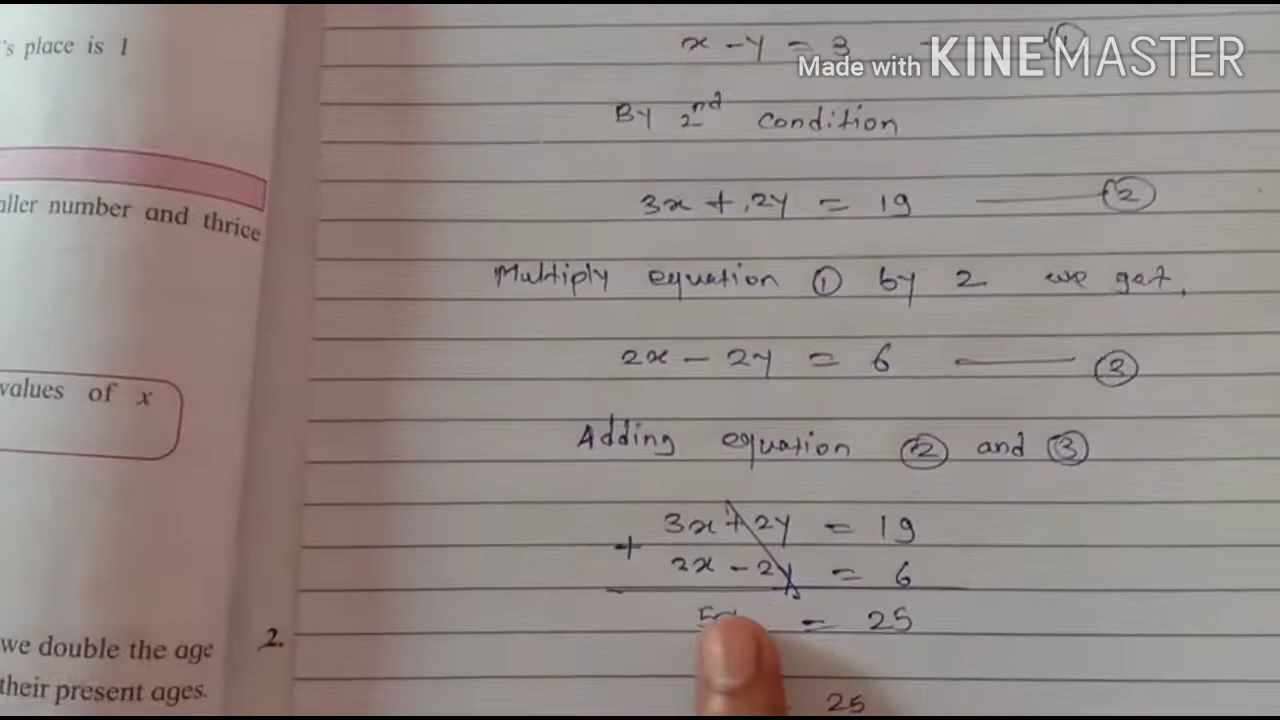 's place is 1
aller number and thrice
values of x
we double the age
their present ages.
2.
x - y = 3
Made with KINEMASTER
By 2nd condition
3x + 2y = 19 —— (2)
Multiply equation (1) by 2 we get,
2x - 2y = 6 —— (3)
Adding equation (2) and (3)
3x + 2y = 19
+ 2x - 2y = 6
= 25
25